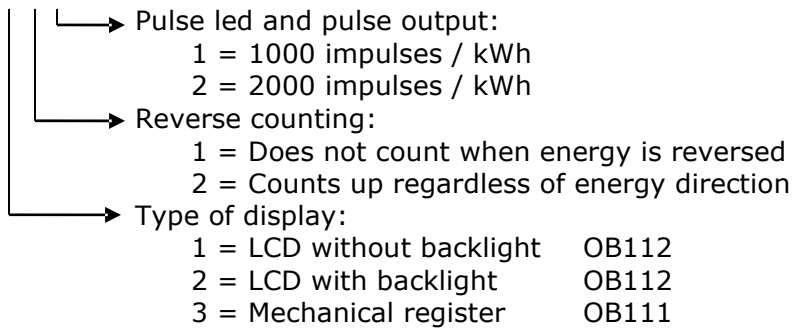 Pulse led and pulse output:
1 = 1000 impulses / kWh
2 = 2000 impulses / kWh
Reverse counting:
1 = Does not count when energy is reversed
2 = Counts up regardless of energy direction
Type of display:
1 = LCD without backlight OB112
2 = LCD with backlight OB112
3 = Mechanical register OB111